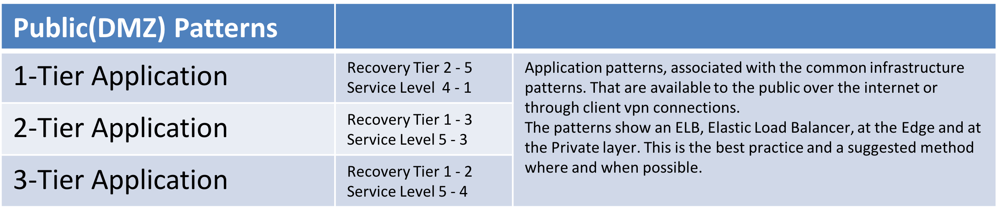 Public(DMZ) Patterns
1-Tier Application
Recovery Tier 2 - 5
Service Level 4 - 1
2-Tier Application
Recovery Tier 1 - 3
Service Level 5 - 3
3-Tier Application
Recovery Tier 1 - 2
Service Level 5 - 4
Application patterns, associated with the common infrastructure
patterns. That are available to the public over the internet or
through client vpn connections.
The patterns show an ELB, Elastic Load Balancer, at the Edge and at
the Private layer. This is the best practice and a suggested method
where and when possible.